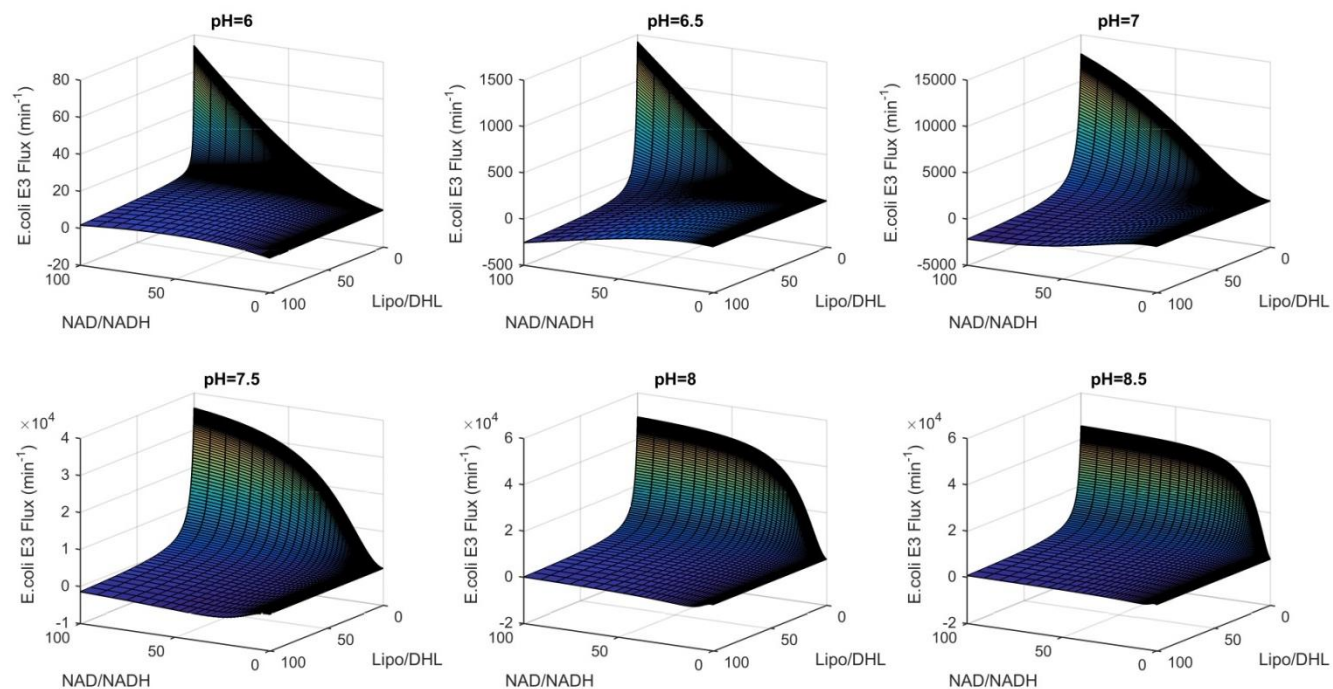 pH=6
80
60
40
20
0
-20
E.coli E3 Flux (min⁻¹)
100
50
0
NAD/NADH
100
50
0
Lipo/DHL
pH=6.5
1500
1000
500
0
-500
E.coli E3 Flux (min⁻¹)
100
50
0
NAD/NADH
100
50
0
Lipo/DHL
pH=7
15000
10000
5000
0
-5000
E.coli E3 Flux (min⁻¹)
100
50
0
NAD/NADH
100
50
0
Lipo/DHL
pH=7.5
×10⁴
4
3
2
1
0
-1
E.coli E3 Flux (min⁻¹)
100
50
0
NAD/NADH
100
50
0
Lipo/DHL
pH=8
×10⁴
6
4
2
0
-2
E.coli E3 Flux (min⁻¹)
100
50
0
NAD/NADH
100
50
0
Lipo/DHL
pH=8.5
×10⁴
6
4
2
0
-2
E.coli E3 Flux (min⁻¹)
100
50
0
NAD/NADH
100
50
0
Lipo/DHL